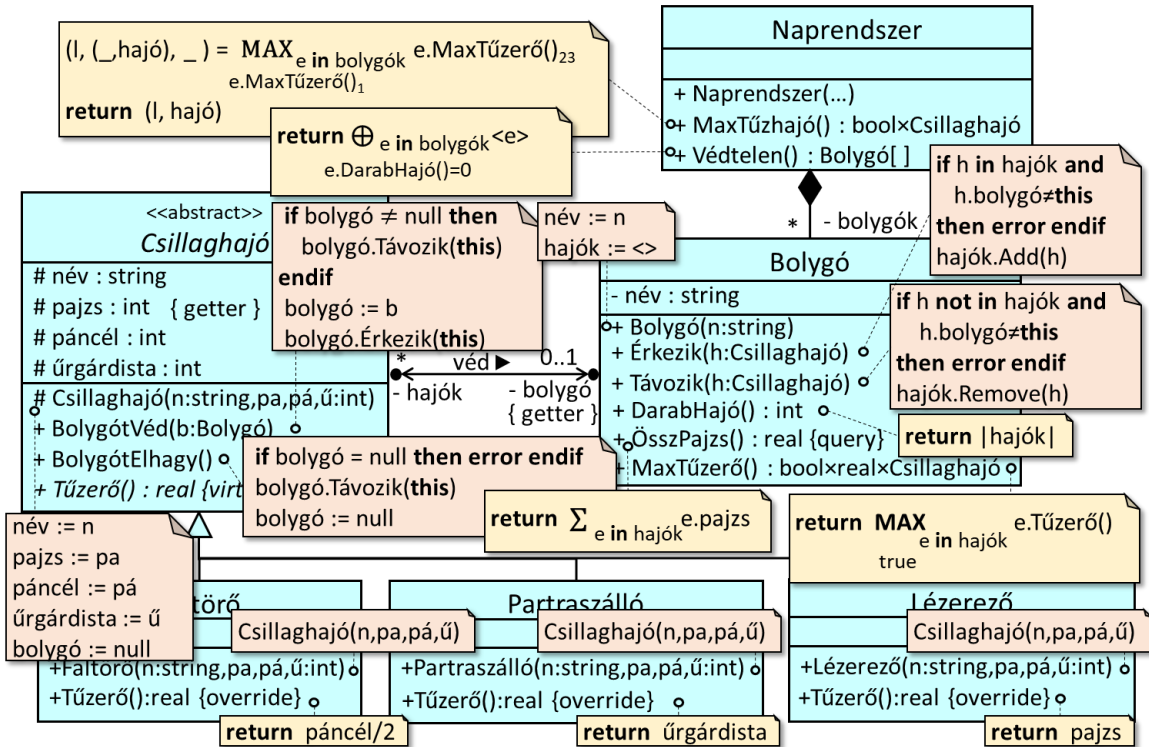 Naprendszer
+ Naprendszer(...)
+ MaxTűzhajó() : bool×Csillaghajó
+ Védtelen() : Bolygó[ ]
(l, (_,hajó), _ ) = MAX e in bolygók e.MaxTűzerő()23
e.MaxTűzerő()1
return (l, hajó)
return ⊕ e in bolygók <e>
e.DarabHajó()=0
* - bolygók
<<abstract>>
Csillaghajó
# név : string
# pajzs : int { getter }
# páncél : int
# űrgárdista : int
# Csillaghajó(n:string,pa,pá,ű:int)
+ BolygótVéd(b:Bolygó)
+ BolygótElhagy()
+ Tűzerő() : real {virt
if bolygó ≠ null then
bolygó.Távozik(this)
endif
bolygó := b
bolygó.Érkezik(this)
név := n
hajók := <>
* véd ► 0..1
- hajók
- bolygó
{ getter }
Bolygó
- név : string
+ Bolygó(n:string)
+ Érkezik(h:Csillaghajó)
+ Távozik(h:Csillaghajó)
+ DarabHajó() : int
+ ÖsszPajzs() : real {query}
+ MaxTűzerő() : bool×real×Csillaghajó
if h in hajók and
h.bolygó≠this
then error endif
hajók.Add(h)
if h not in hajók and
h.bolygó≠this
then error endif
hajók.Remove(h)
return |hajók|
if bolygó = null then error endif
bolygó.Távozik(this)
bolygó := null
return ∑ e in hajók e.pajzs
return MAX e in hajók e.Tűzerő()
true
név := n
pajzs := pa
páncél := pá
űrgárdista := ű
bolygó := null
törő
Csillaghajó(n,pa,pá,ű)
+Faltörő(n:string,pa,pá,ű:int)
+Tűzerő():real {override}
return páncél/2
Partraszálló
Csillaghajó(n,pa,pá,ű)
+Partraszálló(n:string,pa,pá,ű:int)
+Tűzerő():real {override}
return űrgárdista
Lézerező
Csillaghajó(n,pa,pá,ű)
+Lézerező(n:string,pa,pá,ű:int)
+Tűzerő():real {override}
return pajzs